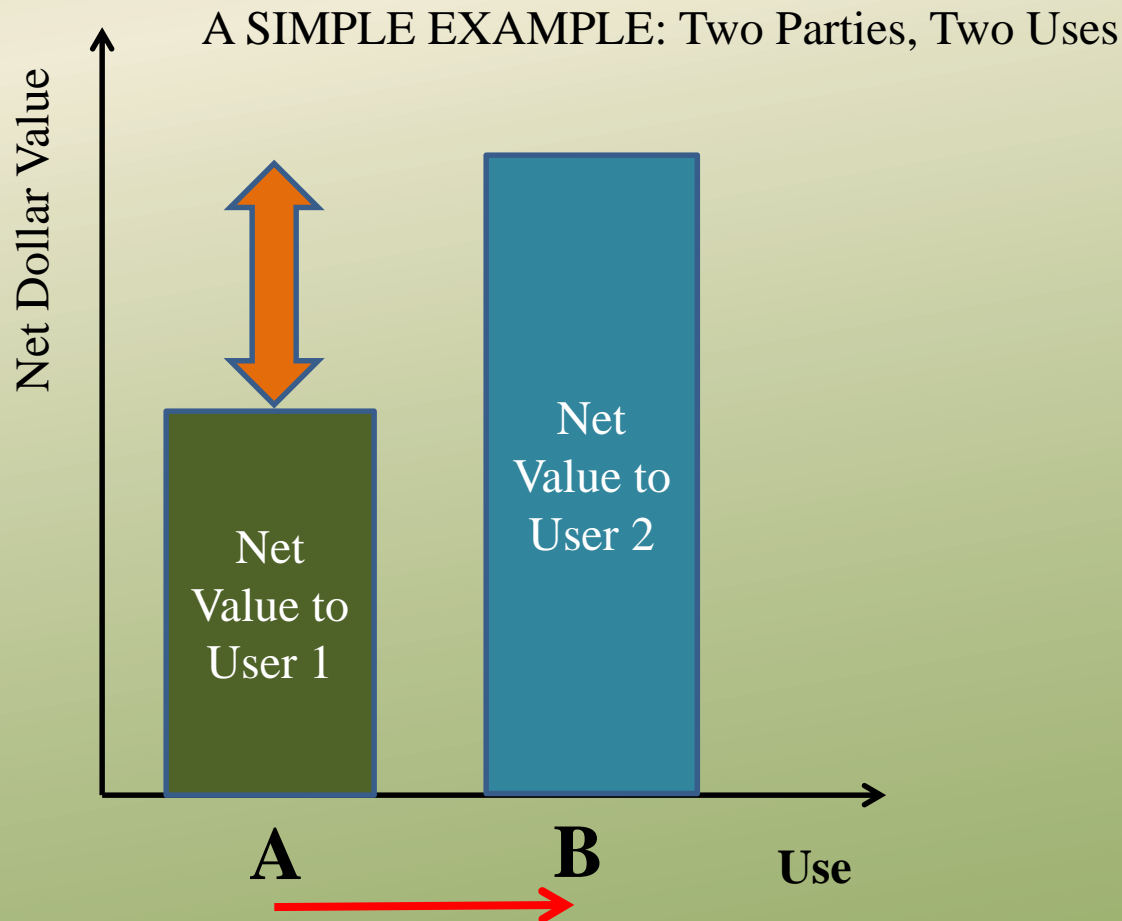 A SIMPLE EXAMPLE: Two Parties, Two Uses
Net Dollar Value
Net
Value to
User 1
Net
Value to
User 2
A
B
Use